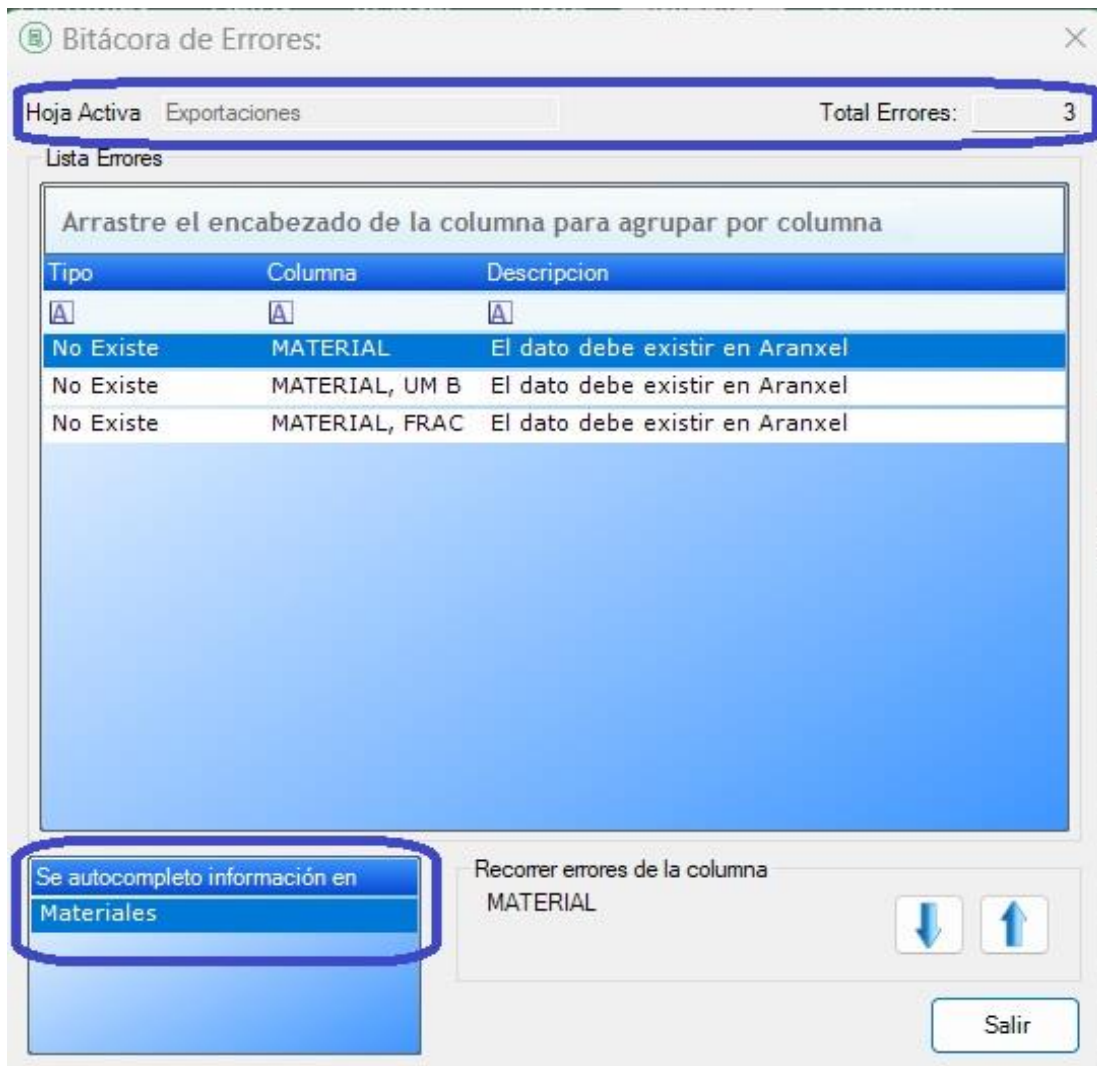 Bitácora de Errores:
Hoja Activa Exportaciones Total Errores: 3
Lista Errores
Arrastre el encabezado de la columna para agrupar por columna
Tipo Columna Descripcion
A A A
No Existe MATERIAL El dato debe existir en Aranxel
No Existe MATERIAL, UM B El dato debe existir en Aranxel
No Existe MATERIAL, FRAC El dato debe existir en Aranxel
Se autocompleto información en
Materiales
Recorrer errores de la columna
MATERIAL
Salir